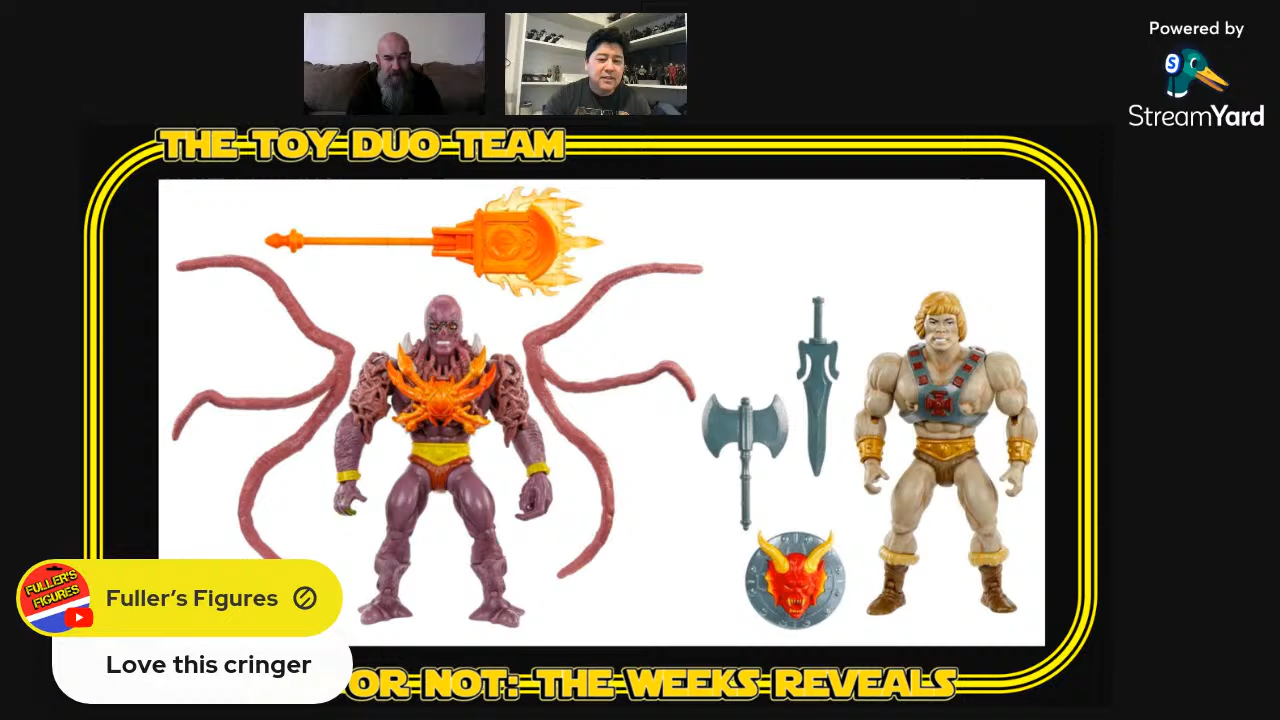 Powered by
S
StreamYard
THE TOY DUO TEAM
FULLER'S
FIGURES
Fuller's Figures
Love this cringer
OR NOT: THE WEEKS REVEALS